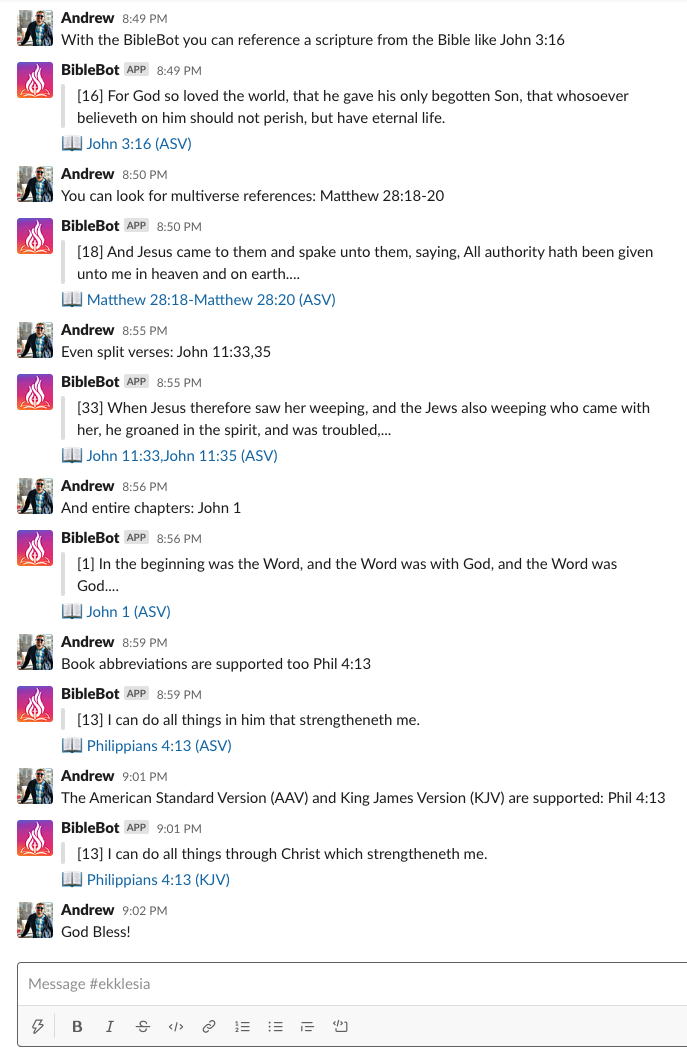 Andrew 8:49 PM
With the BibleBot you can reference a scripture from the Bible like John 3:16
BibleBot APP 8:49 PM
[16] For God so loved the world, that he gave his only begotten Son, that whosoever
believeth on him should not perish, but have eternal life.
John 3:16 (ASV)
Andrew 8:50 PM
You can look for multiverse references: Matthew 28:18-20
BibleBot APP 8:50 PM
[18] And Jesus came to them and spake unto them, saying, All authority hath been given
unto me in heaven and on earth....
Matthew 28:18-Matthew 28:20 (ASV)
Andrew 8:55 PM
Even split verses: John 11:33,35
BibleBot APP 8:55 PM
[33] When Jesus therefore saw her weeping, and the Jews also weeping who came with
her, he groaned in the spirit, and was troubled,...
John 11:33,John 11:35 (ASV)
Andrew 8:56 PM
And entire chapters: John 1
BibleBot APP 8:56 PM
[1] In the beginning was the Word, and the Word was with God, and the Word was
God....
John 1 (ASV)
Andrew 8:59 PM
Book abbreviations are supported too Phil 4:13
BibleBot APP 8:59 PM
[13] I can do all things in him that strengtheneth me.
Philippians 4:13 (ASV)
Andrew 9:01 PM
The American Standard Version (AAV) and King James Version (KJV) are supported: Phil 4:13
BibleBot APP 9:01 PM
[13] I can do all things through Christ which strengtheneth me.
Philippians 4:13 (KJV)
Andrew 9:02 PM
God Bless!
Message #ekklesia